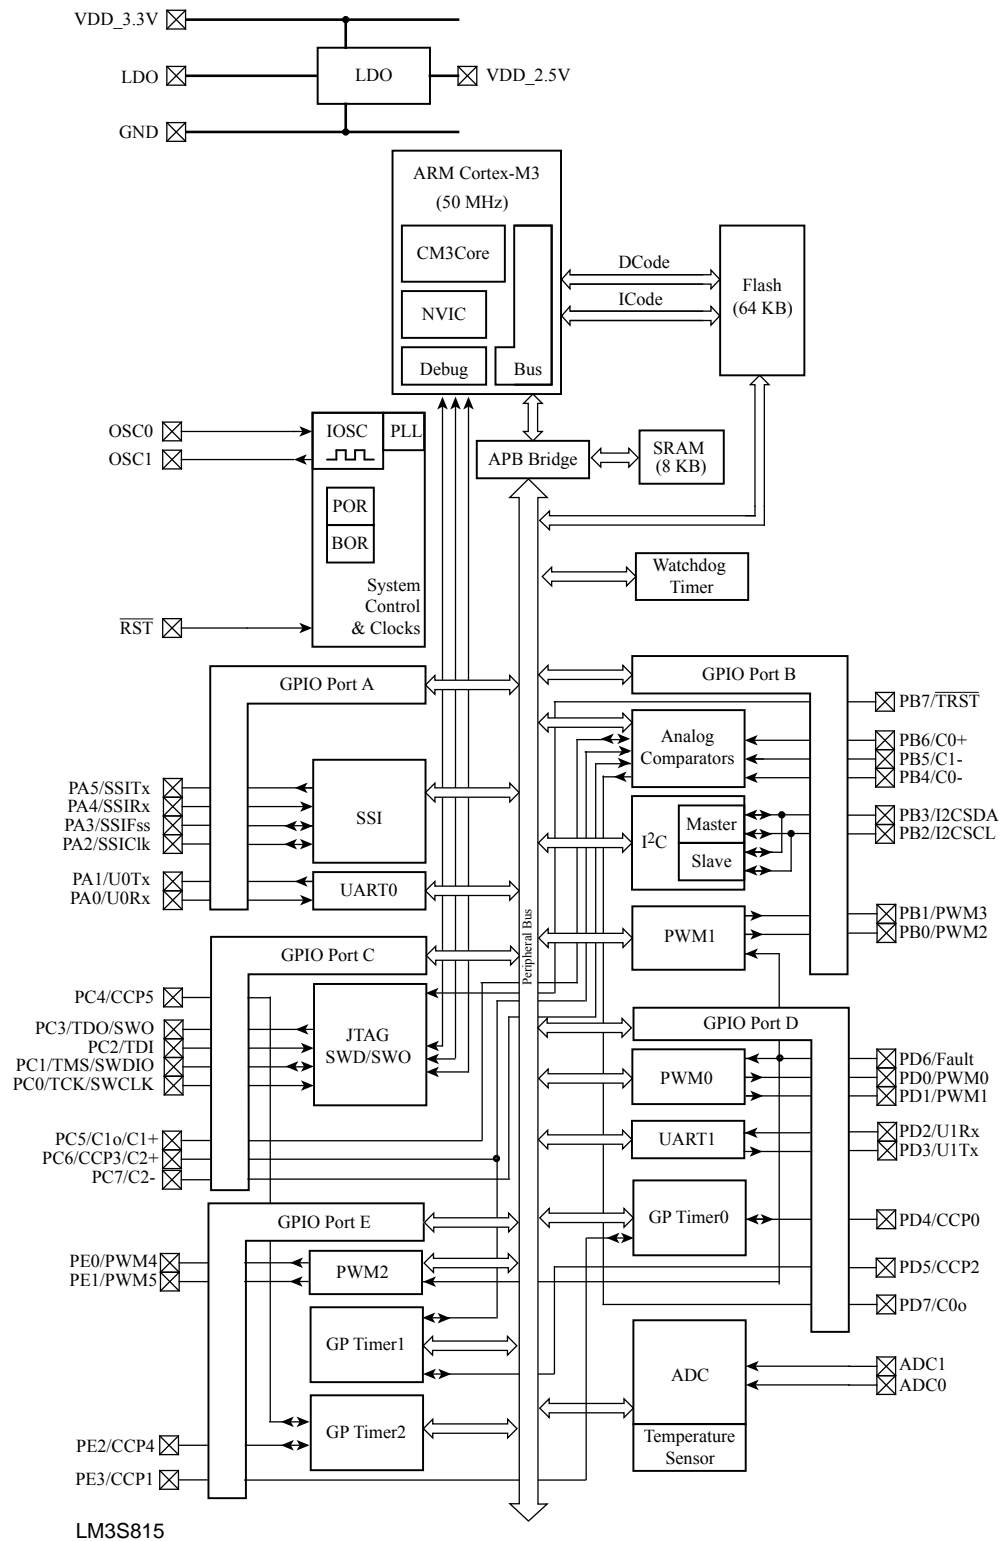 VDD_3.3V
LDO
LDO
VDD_2.5V
GND
ARM Cortex-M3
(50 MHz)
CM3Core
NVIC
Debug
Bus
DCode
ICode
Flash
(64 KB)
OSC0
OSC1
IOSC
PLL
POR
BOR
System
Control
& Clocks
RST
APB Bridge
SRAM
(8 KB)
Watchdog
Timer
GPIO Port A
PA5/SSITx
PA4/SSIRx
PA3/SSIFss
PA2/SSIClk
SSI
PA1/U0Tx
PA0/U0Rx
UART0
GPIO Port B
PB7/TRST
Analog
Comparators
PB6/C0+
PB5/C1-
PB4/C0-
I2C
Master
Slave
PB3/I2CSDA
PB2/I2CSCL
PWM1
PB1/PWM3
PB0/PWM2
Peripheral Bus
GPIO Port C
PC4/CCP5
PC3/TDO/SWO
PC2/TDI
PC1/TMS/SWDIO
PC0/TCK/SWCLK
JTAG
SWD/SWO
PC5/C1o/C1+
PC6/CCP3/C2+
PC7/C2-
GPIO Port D
PWM0
PD6/Fault
PD0/PWM0
PD1/PWM1
UART1
PD2/U1Rx
PD3/U1Tx
GP Timer0
PD4/CCP0
PD5/CCP2
PD7/C0o
GPIO Port E
PE0/PWM4
PE1/PWM5
PWM2
GP Timer1
GP Timer2
PE2/CCP4
PE3/CCP1
ADC
ADC1
ADC0
Temperature
Sensor
LM3S815